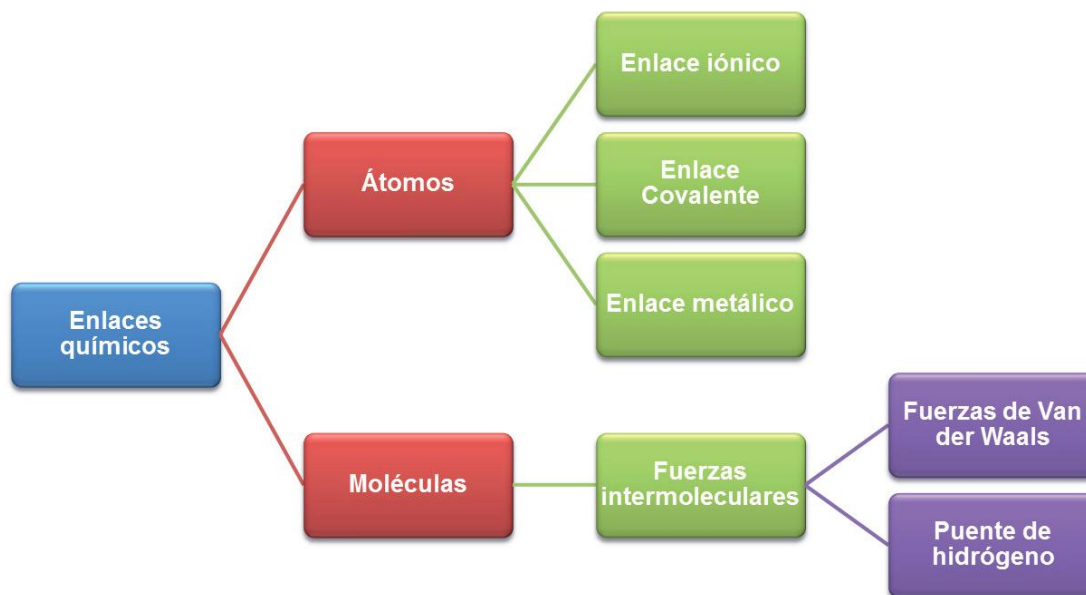 Enlace iónico
Átomos
Enlace
Covalente
Enlace metálico
Enlaces
químicos
Moléculas
Fuerzas
intermoleculares
Fuerzas de Van
der Waals
Puente de
hidrógeno